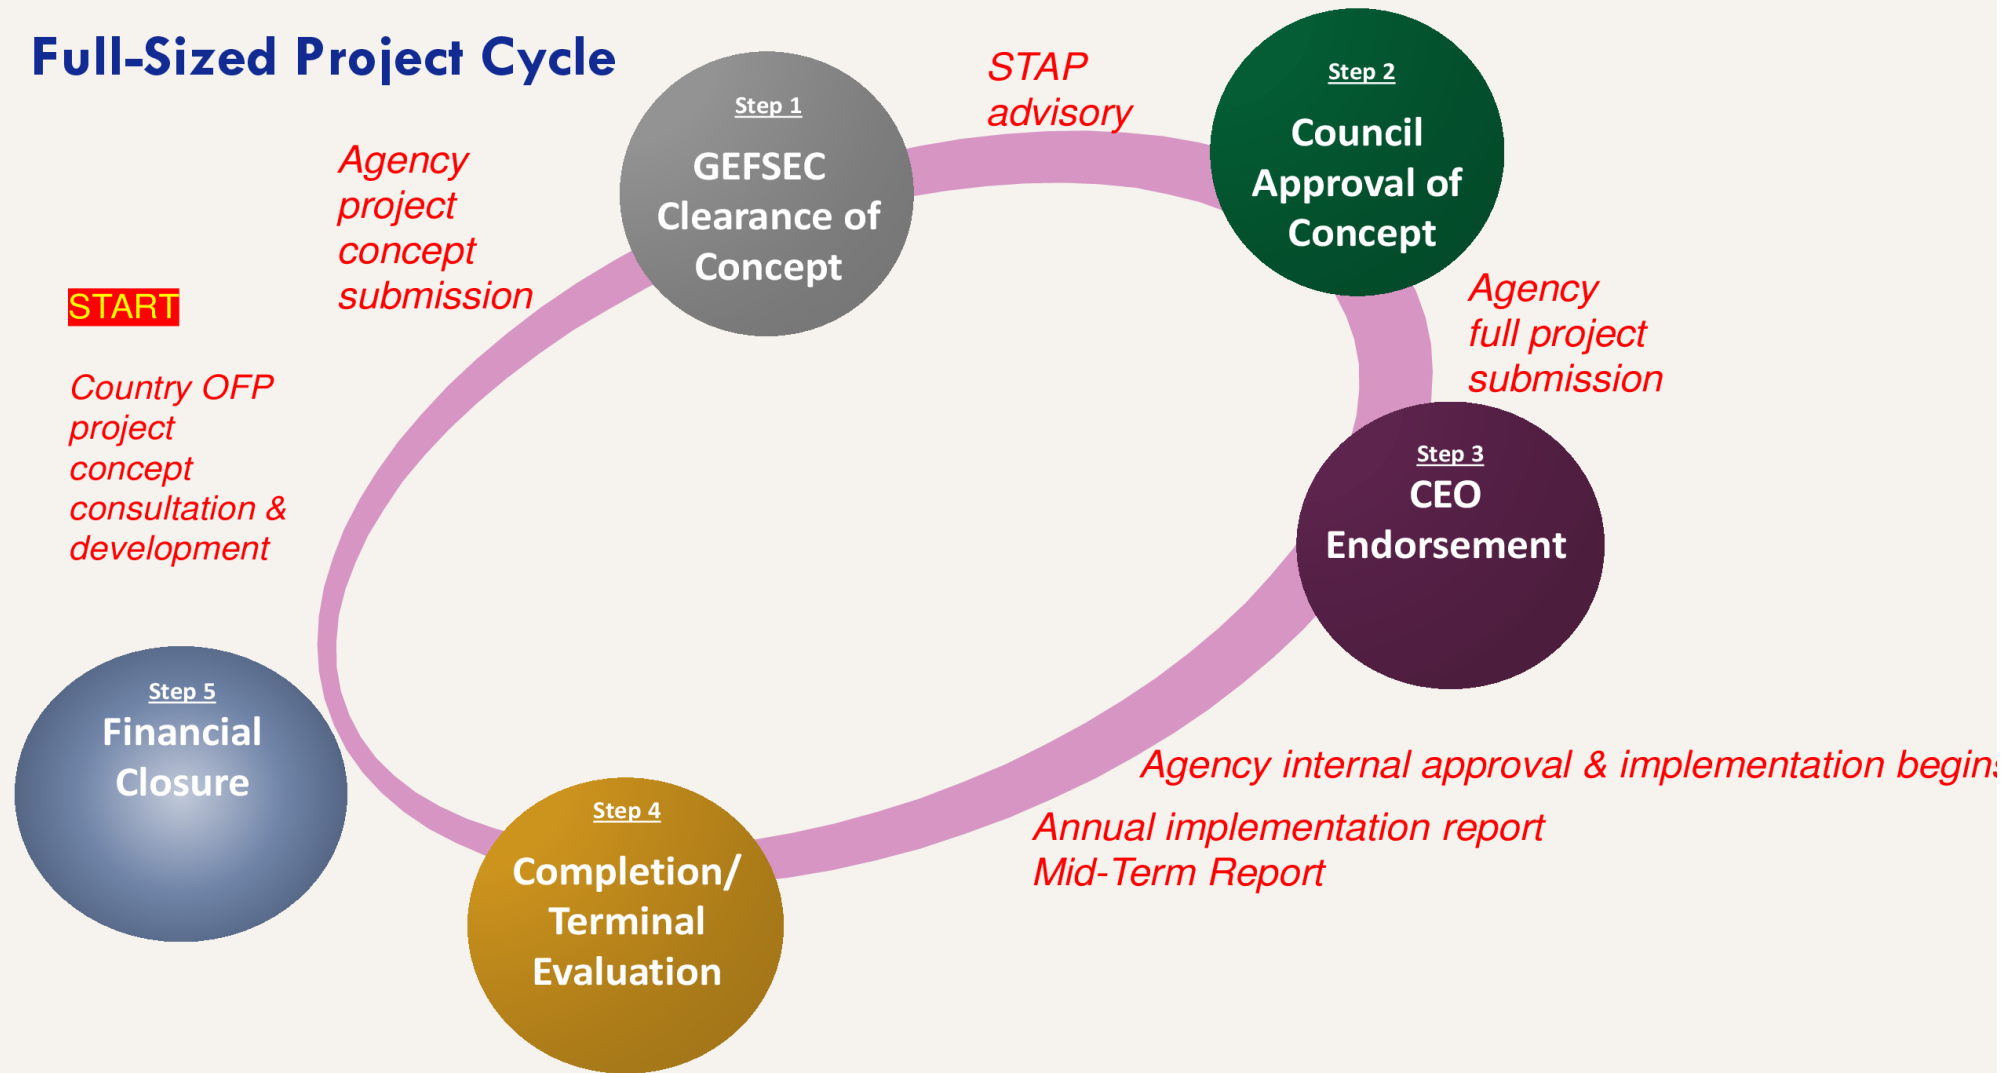 Full-Sized Project Cycle
START
Country OFP
project
concept
consultation &
development
Agency
project
concept
submission
Step 1
GEFSEC
Clearance of
Concept
STAP
advisory
Step 2
Council
Approval of
Concept
Agency
full project
submission
Step 3
CEO
Endorsement
Agency internal approval & implementation begins
Annual implementation report
Mid-Term Report
Step 4
Completion/
Terminal
Evaluation
Step 5
Financial
Closure